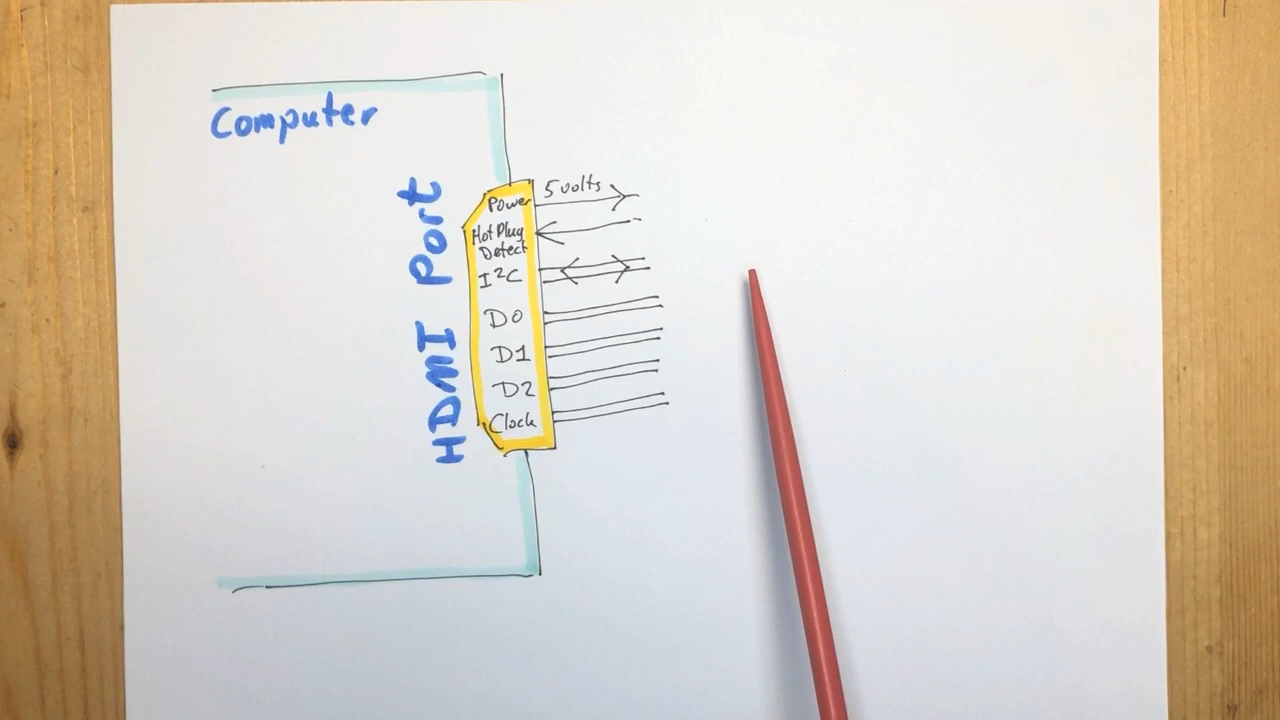 Computer
HDMI Port
Power
5 volts
Hot Plug
Detect
I²C
D0
D1
D2
Clock